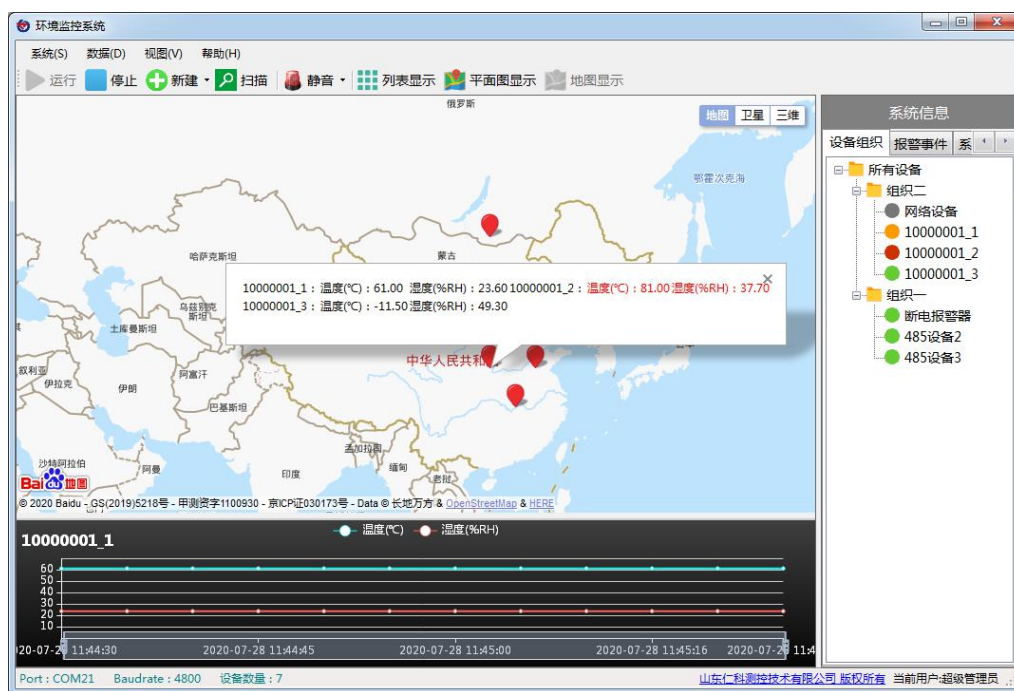 环境监控系统
系统(S) 数据(D) 视图(V) 帮助(H)
运行 停止 新建 扫描 静音 列表显示 平面图显示 地图显示
俄罗斯
地图 卫星 三维
鄂霍次克海
哈萨克斯坦
蒙古
10000001_1： 温度(℃)：61.00 湿度(%RH)：23.60 10000001_2： 温度(℃)：81.00 湿度(%RH)：37.70
10000001_3： 温度(℃)：-11.50 湿度(%RH)：49.30
乌兹别克
斯坦
土库曼斯坦
中华人民共和
叙利亚
伊拉克
伊朗
阿富汗
巴基斯坦
孟加拉国
沙特阿拉伯
阿曼
印度
缅甸
老挝
Bai 地图
© 2020 Baidu - GS(2019)5218号 - 甲测资字1100930 - 京ICP证030173号 - Data © 长地万方 & OpenStreetMap & HERE
系统信息
设备组织 报警事件 系
所有设备
组织二
网络设备
10000001_1
10000001_2
10000001_3
组织一
断电报警器
485设备2
485设备3
10000001_1
温度(℃) 湿度(%RH)
60
50
40
30
20
10
2020-07-28 11:44:30 2020-07-28 11:44:45 2020-07-28 11:45:00 2020-07-28 11:45:16 2020-07-28 11:4
Port：COM21 Baudrate：4800 设备数量：7 山东仁科测控技术有限公司 版权所有 当前用户:超级管理员